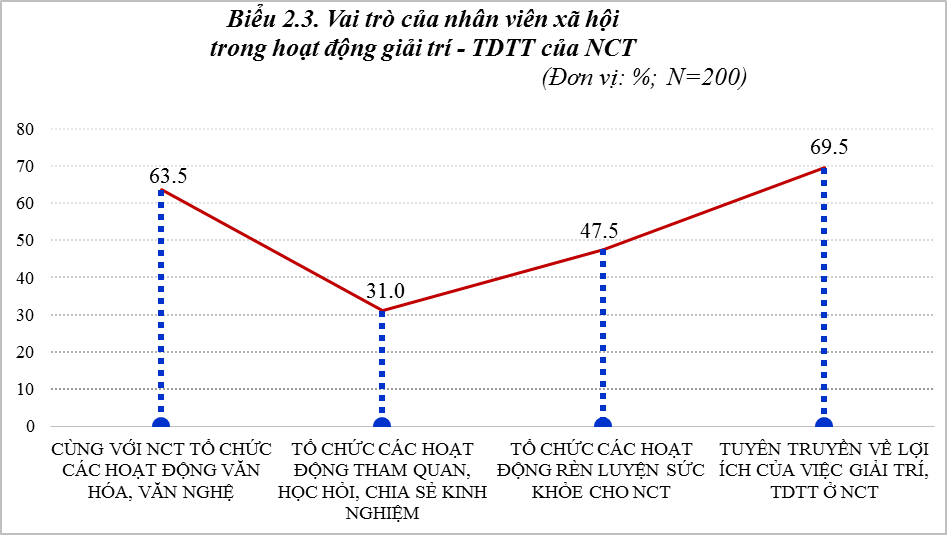 Biểu 2.3. Vai trò của nhân viên xã hội
trong hoạt động giải trí - TDTT của NCT
(Đơn vị: %; N=200)
80
70
60
50
40
30
20
10
0
63.5
31.0
47.5
69.5
CÙNG VỚI NCT TỔ CHỨC
CÁC HOẠT ĐỘNG VĂN
HÓA, VĂN NGHỆ
TỔ CHỨC CÁC HOẠT
ĐỘNG THAM QUAN,
HỌC HỎI, CHIA SẺ KINH
NGHIỆM
TỔ CHỨC CÁC HOẠT
ĐỘNG RÈN LUYỆN SỨC
KHỎE CHO NCT
TUYÊN TRUYỀN VỀ LỢI
ÍCH CỦA VIỆC GIẢI TRÍ,
TDTT Ở NCT